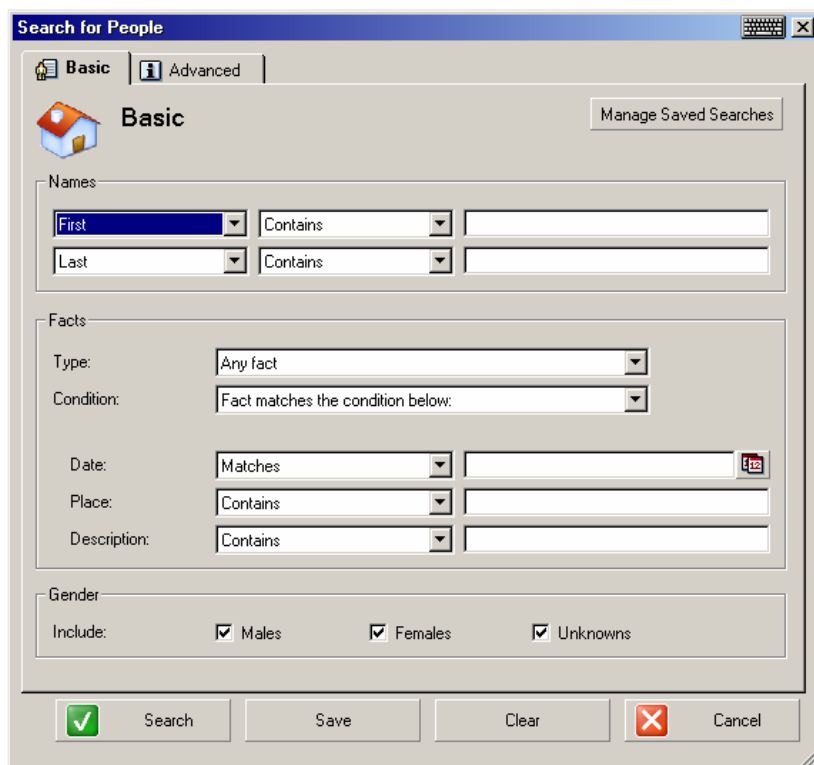 Search for People
Basic Advanced
Basic Manage Saved Searches
Names
First Contains
Last Contains
Facts
Type: Any fact
Condition: Fact matches the condition below:
Date: Matches 12
Place: Contains
Description: Contains
Gender
Include: Males Females Unknowns
Search Save Clear Cancel